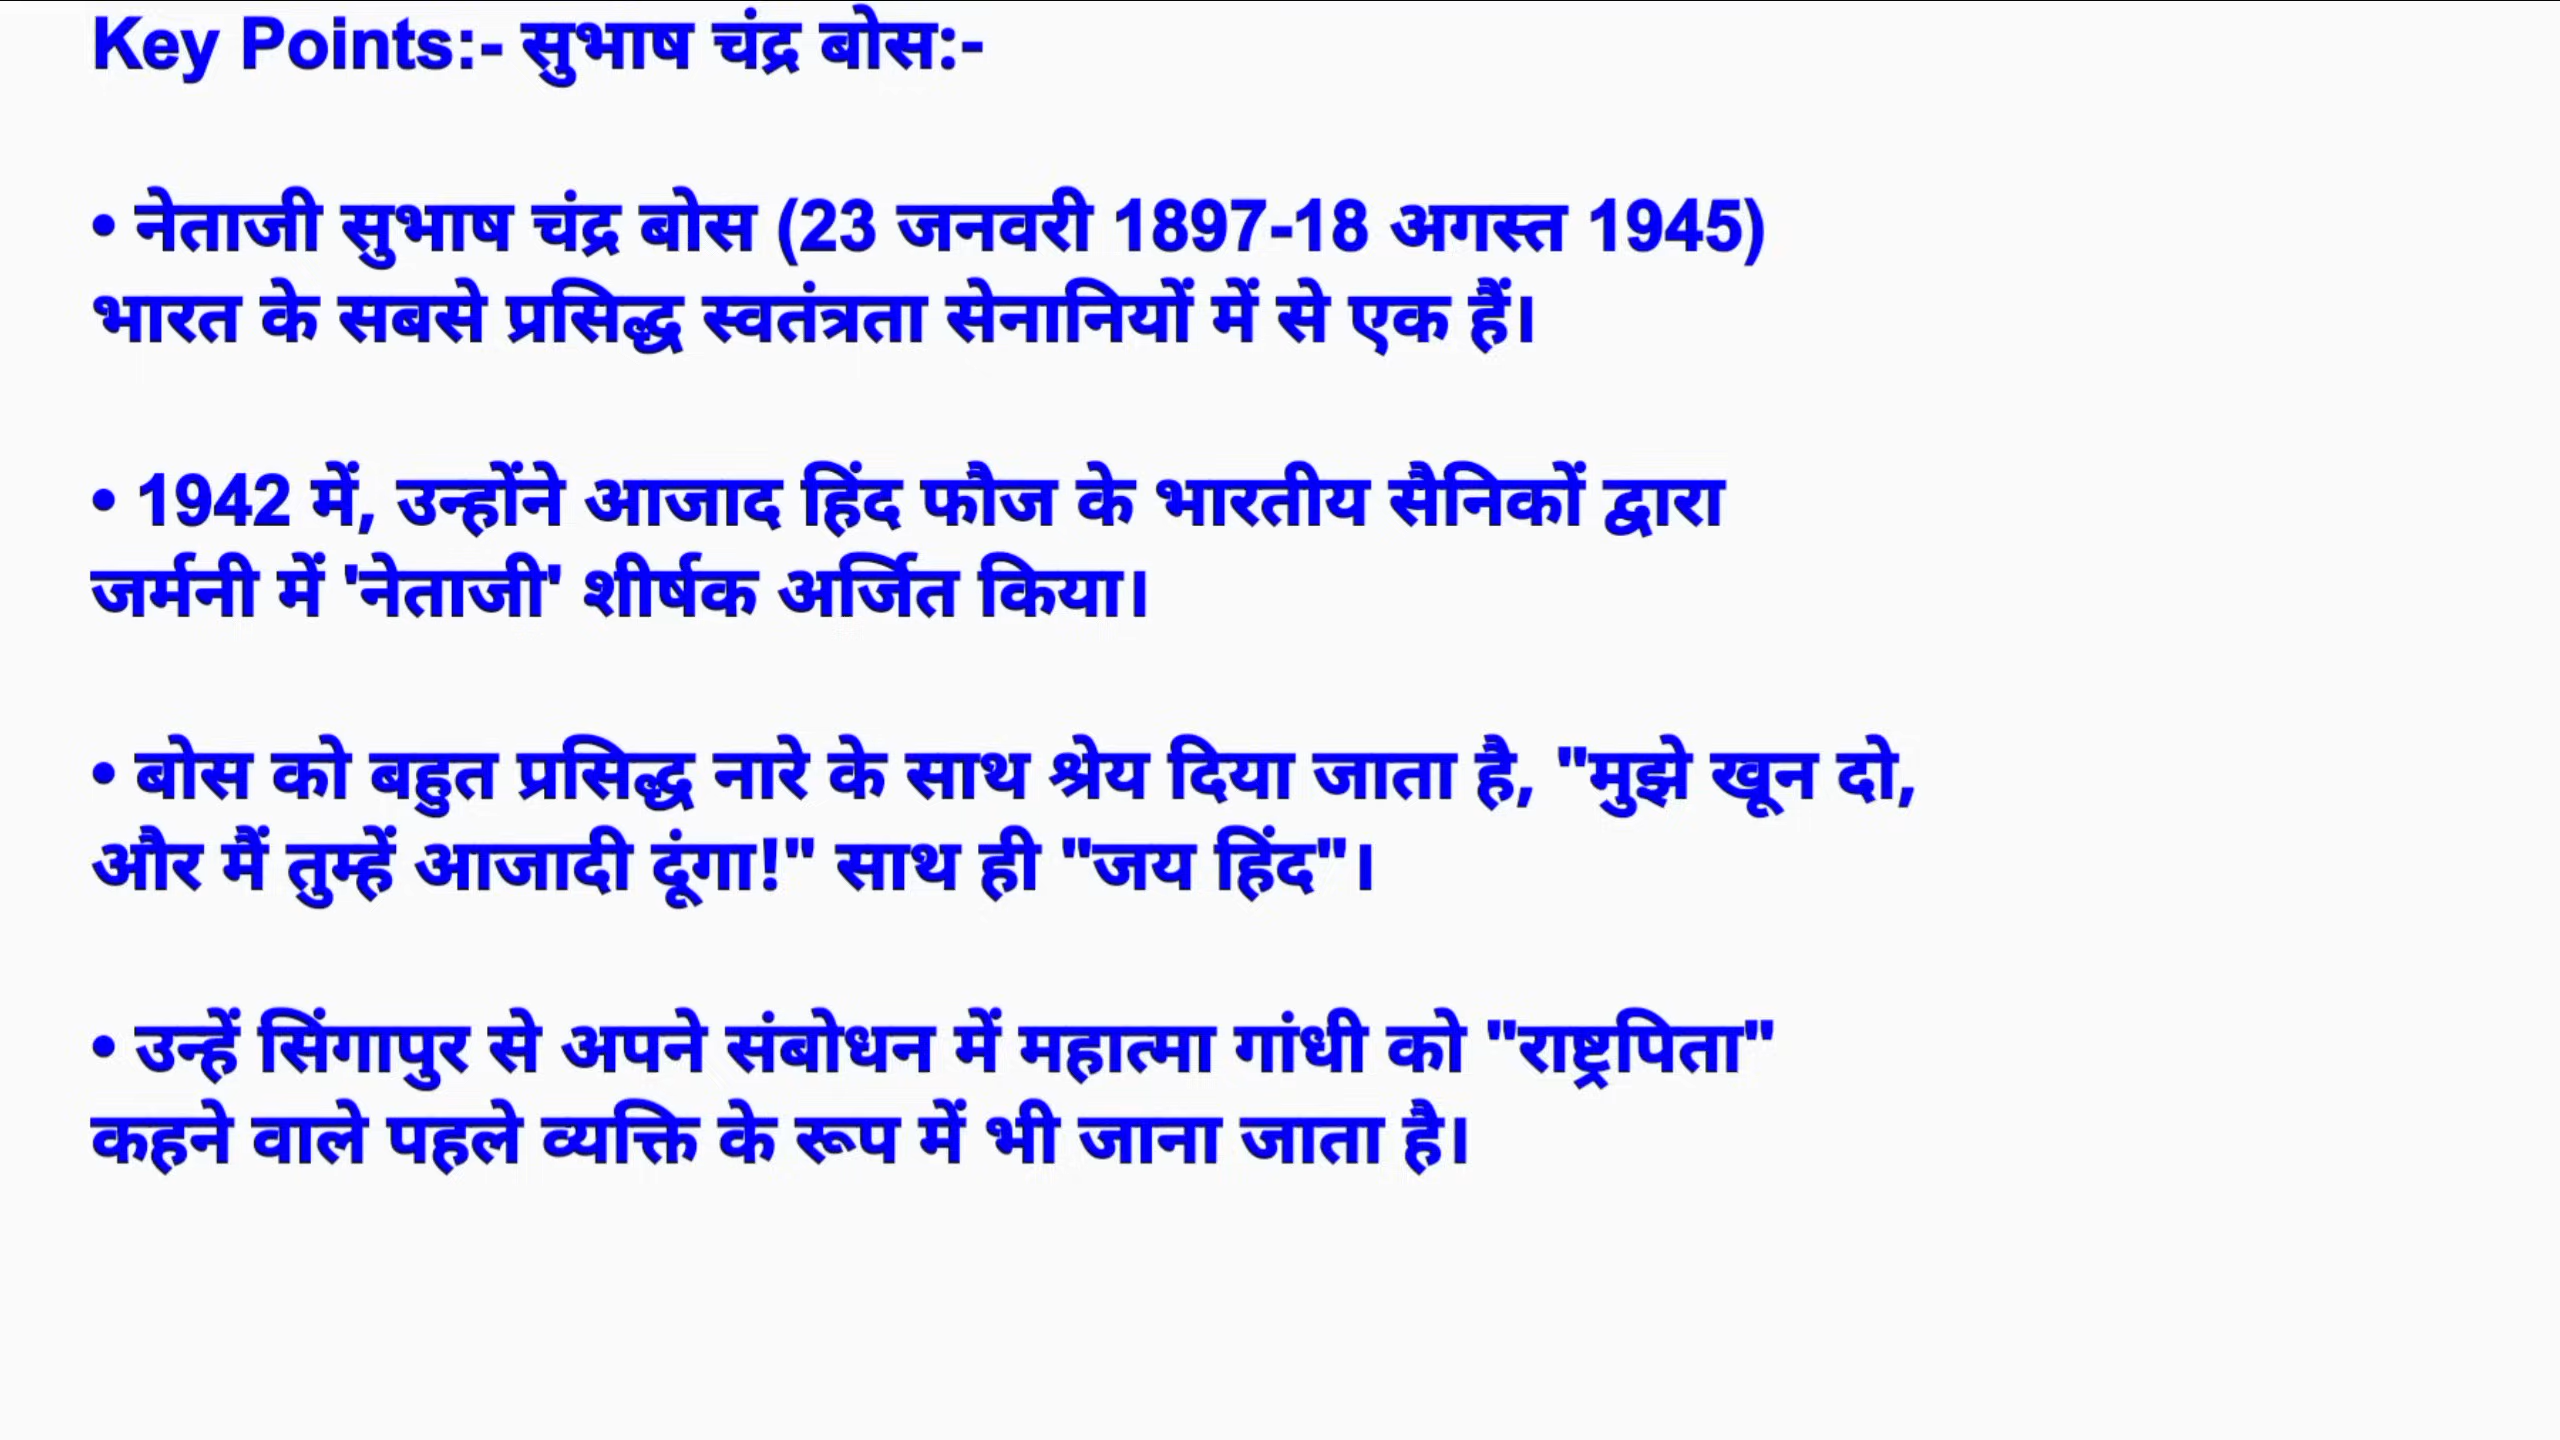 Key Points:- सुभाष चंद्र बोस:-
• नेताजी सुभाष चंद्र बोस (23 जनवरी 1897-18 अगस्त 1945)
भारत के सबसे प्रसिद्ध स्वतंत्रता सेनानियों में से एक हैं।
• 1942 में, उन्होंने आजाद हिंद फौज के भारतीय सैनिकों द्वारा
जर्मनी में 'नेताजी' शीर्षक अर्जित किया।
• बोस को बहुत प्रसिद्ध नारे के साथ श्रेय दिया जाता है, "मुझे खून दो,
और मैं तुम्हें आजादी दूंगा!" साथ ही "जय हिंद"।
• उन्हें सिंगापुर से अपने संबोधन में महात्मा गांधी को "राष्ट्रपिता"
कहने वाले पहले व्यक्ति के रूप में भी जाना जाता है।